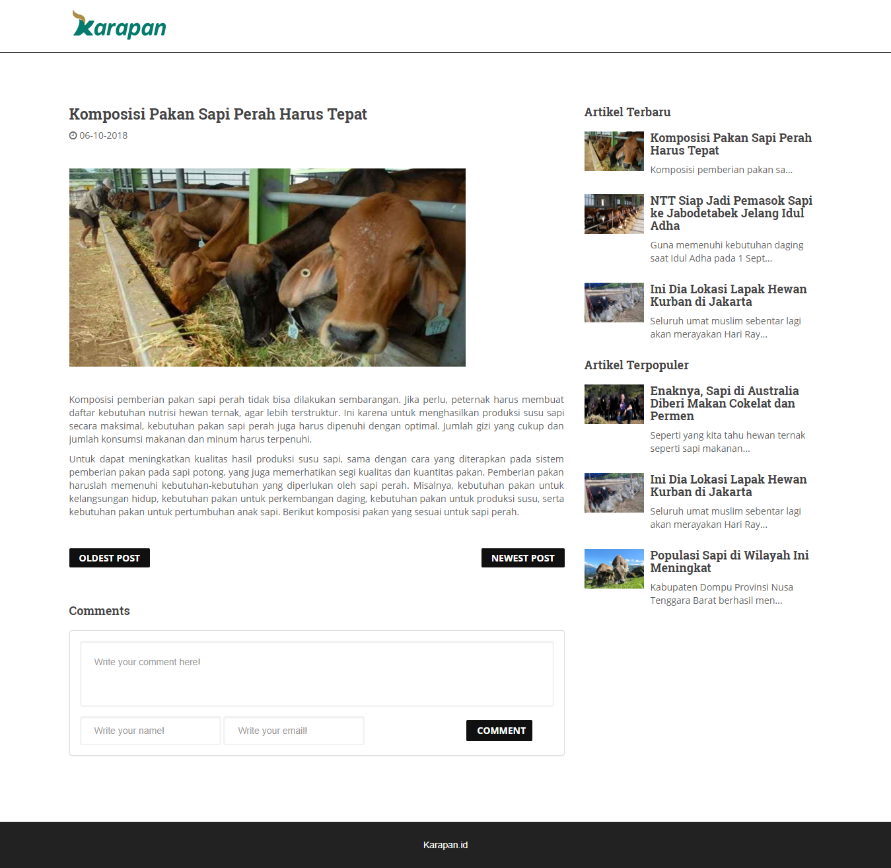 Karapan
Komposisi Pakan Sapi Perah Harus Tepat
06-10-2018
Komposisi pemberian pakan sapi perah tidak bisa dilakukan sembarangan. Jika perlu, peternak harus membuat
daftar kebutuhan nutrisi hewan ternak, agar lebih terstruktur. Ini karena untuk menghasilkan produksi susu sapi
secara maksimal, kebutuhan pakan sapi perah juga harus dipenuhi dengan optimal. Jumlah gizi yang cukup dan
jumlah konsumsi makanan dan minum harus terpenuhi.
Untuk dapat meningkatkan kualitas hasil produksi susu sapi, sama dengan cara yang diterapkan pada sistem
pemberian pakan pada sapi potong, yang juga memerhatikan segi kualitas dan kuantitas pakan. Pemberian pakan
haruslah memenuhi kebutuhan-kebutuhan yang diperlukan oleh sapi perah. Misalnya, kebutuhan pakan untuk
kelangsungan hidup, kebutuhan pakan untuk perkembangan daging, kebutuhan pakan untuk produksi susu, serta
kebutuhan pakan untuk pertumbuhan anak sapi. Berikut komposisi pakan yang sesuai untuk sapi perah.
OLDEST POST
NEWEST POST
Comments
Write your comment here!
Write your name!
Write your email!
COMMENT
Artikel Terbaru
Komposisi Pakan Sapi Perah
Harus Tepat
Komposisi pemberian pakan sa...
NTT Siap Jadi Pemasok Sapi
ke Jabodetabek Jelang Idul
Adha
Guna memenuhi kebutuhan daging
saat Idul Adha pada 1 Sept...
Ini Dia Lokasi Lapak Hewan
Kurban di Jakarta
Seluruh umat muslim sebentar lagi
akan merayakan Hari Ray...
Artikel Terpopuler
Enaknya, Sapi di Australia
Diberi Makan Cokelat dan
Permen
Seperti yang kita tahu hewan ternak
seperti sapi makanan...
Ini Dia Lokasi Lapak Hewan
Kurban di Jakarta
Seluruh umat muslim sebentar lagi
akan merayakan Hari Ray...
Populasi Sapi di Wilayah Ini
Meningkat
Kabupaten Dompu Provinsi Nusa
Tenggara Barat berhasil men...
Karapan.id